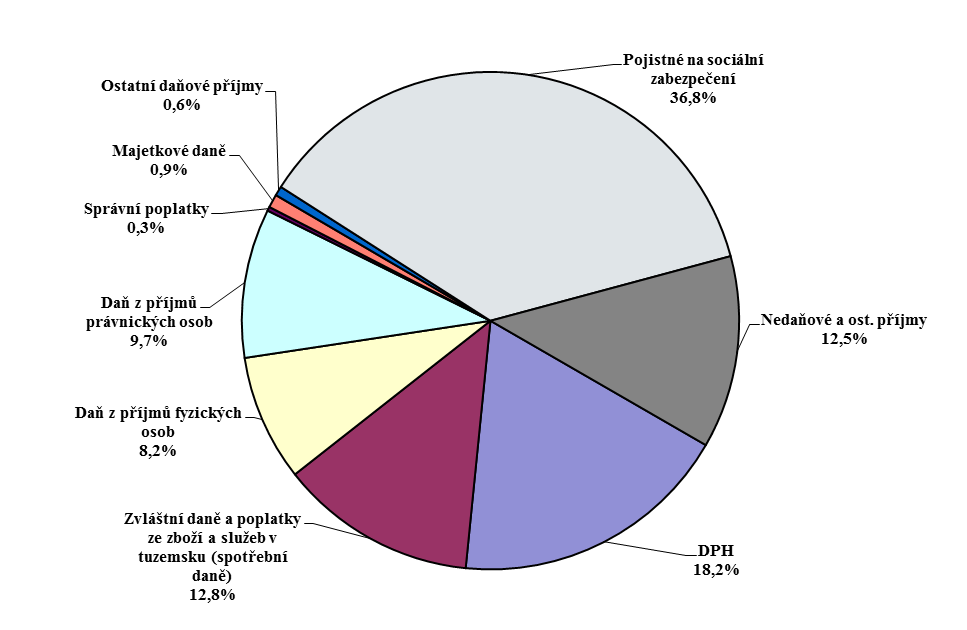 Pojistné na sociální
zabezpečení
36,8%
Ostatní daňové příjmy
0,6%
Majetkové daně
0,9%
Správní poplatky
0,3%
Daň z příjmů
právnických osob
9,7%
Nedaňové a ost. příjmy
12,5%
Daň z příjmů fyzických
osob
8,2%
Zvláštní daně a poplatky
ze zboží a služeb v
tuzemsku (spotřební
daně)
12,8%
DPH
18,2%